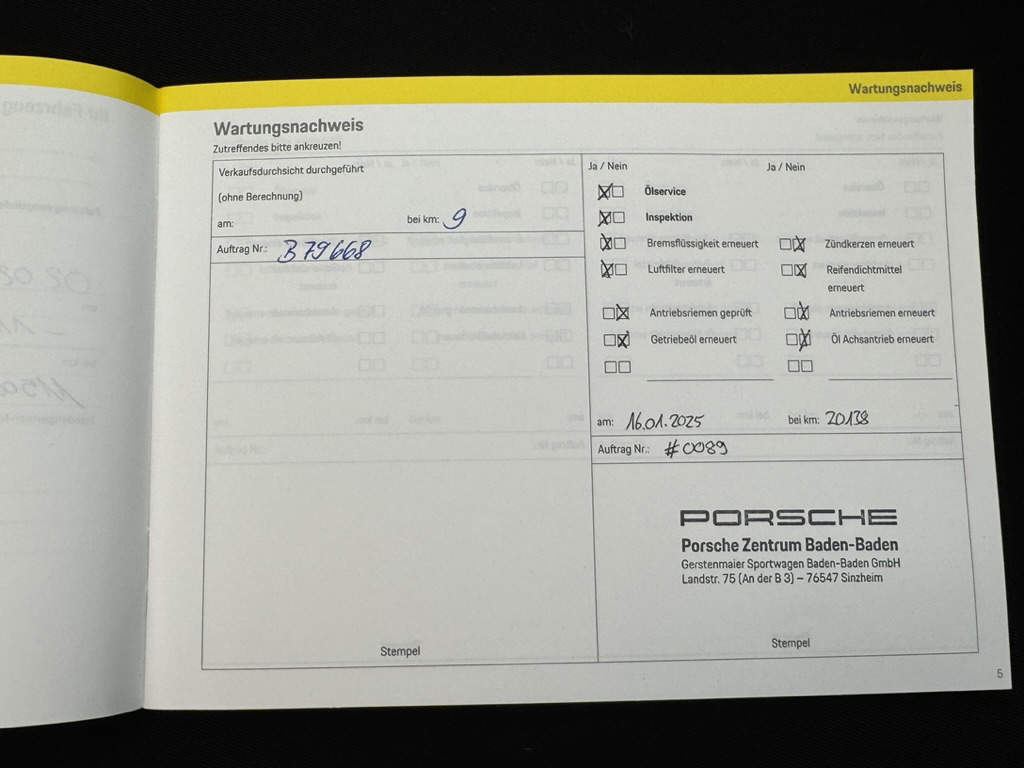 Wartungsnachweis
Wartungsnachweis
Zutreffendes bitte ankreuzen!
Verkaufsdurchsicht durchgeführt
(ohne Berechnung)
am: bei km: 9
Auftrag Nr.: B79668
Stempel
Ja / Nein Ja / Nein
Ölservice
Inspektion
Bremsflüssigkeit erneuert Zündkerzen erneuert
Luftfilter erneuert Reifendichtmittel
erneuert
Antriebsriemen geprüft Antriebsriemen erneuert
Getriebeöl erneuert Öl Achsantrieb erneuert
am: 16.01.2025 bei km: 20138
Auftrag Nr.: #0089
PORSCHE
Porsche Zentrum Baden-Baden
Gerstenmaier Sportwagen Baden-Baden GmbH
Landstr. 75 (An der B 3) – 76547 Sinzheim
Stempel
5